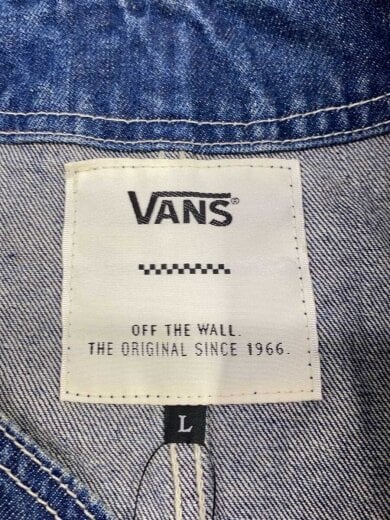 VANS®
OFF THE WALL.
THE ORIGINAL SINCE 1966.
L